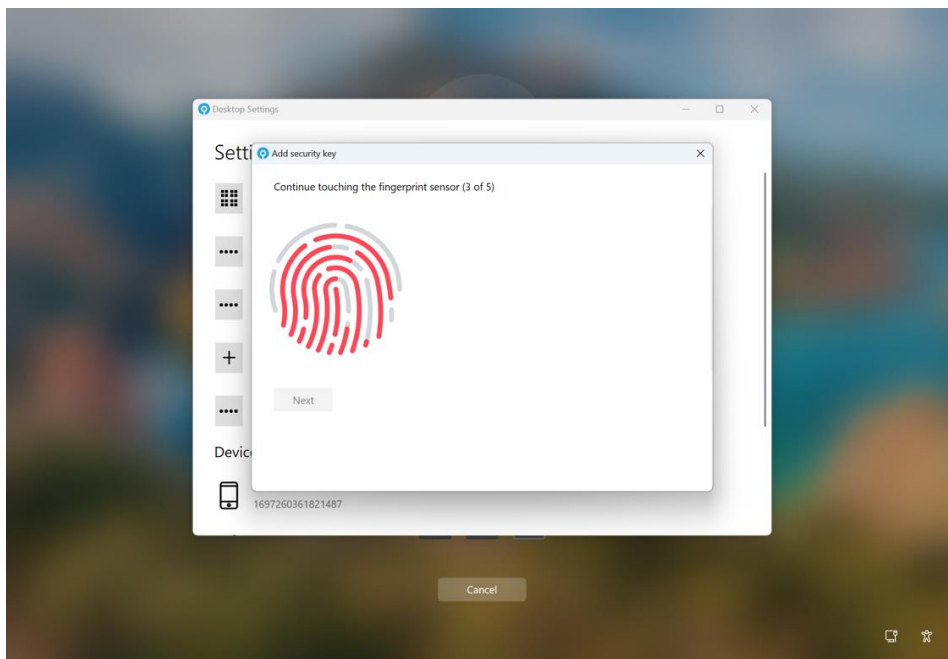 Desktop Settings
Setti
Add security key
Continue touching the fingerprint sensor (3 of 5)
Next
Devic
1697260361821487
Cancel